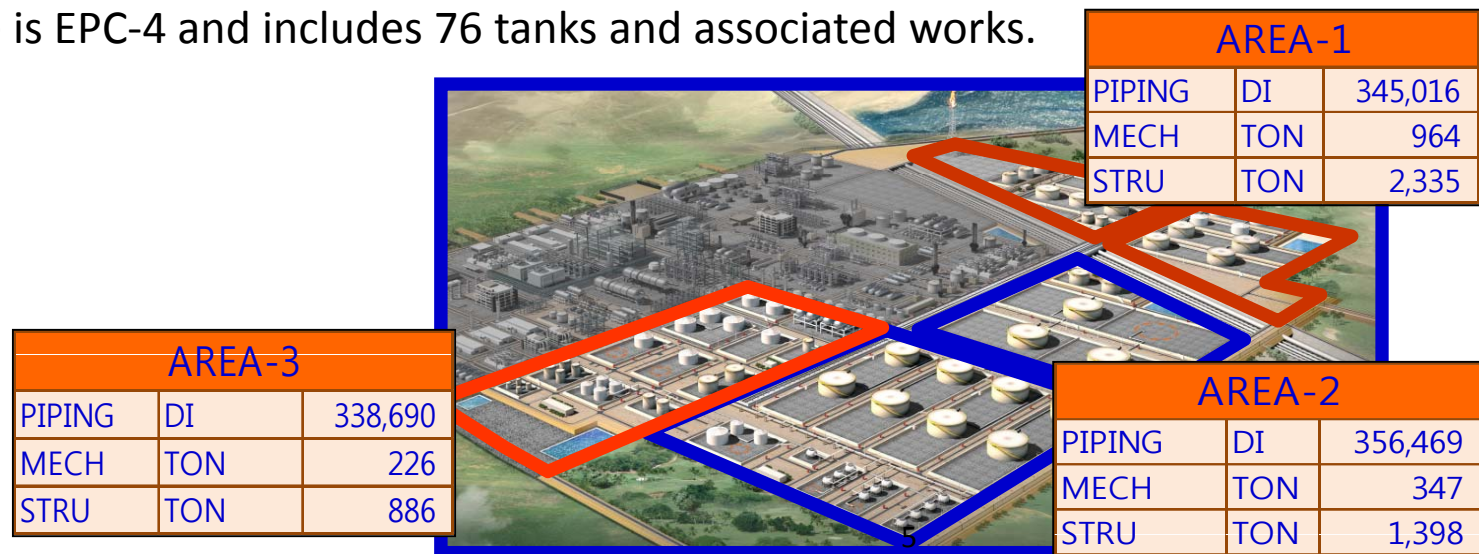 is EPC-4 and includes 76 tanks and associated works.
AREA-1
PIPING DI 345,016
MECH TON 964
STRU TON 2,335
AREA-3
PIPING DI 338,690
MECH TON 226
STRU TON 886
AREA-2
PIPING DI 356,469
MECH TON 347
STRU TON 1,398
5